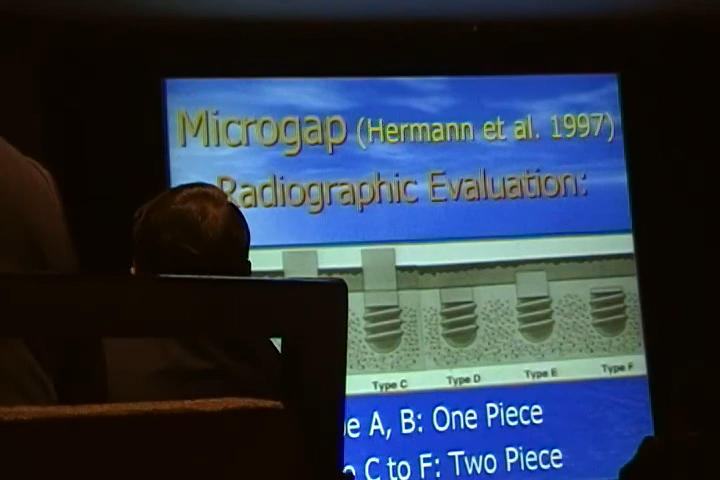 Microgap (Hermann et al. 1997)
Radiographic Evaluation:
Type C Type D Type E Type F
A, B: One Piece
C to F: Two Piece